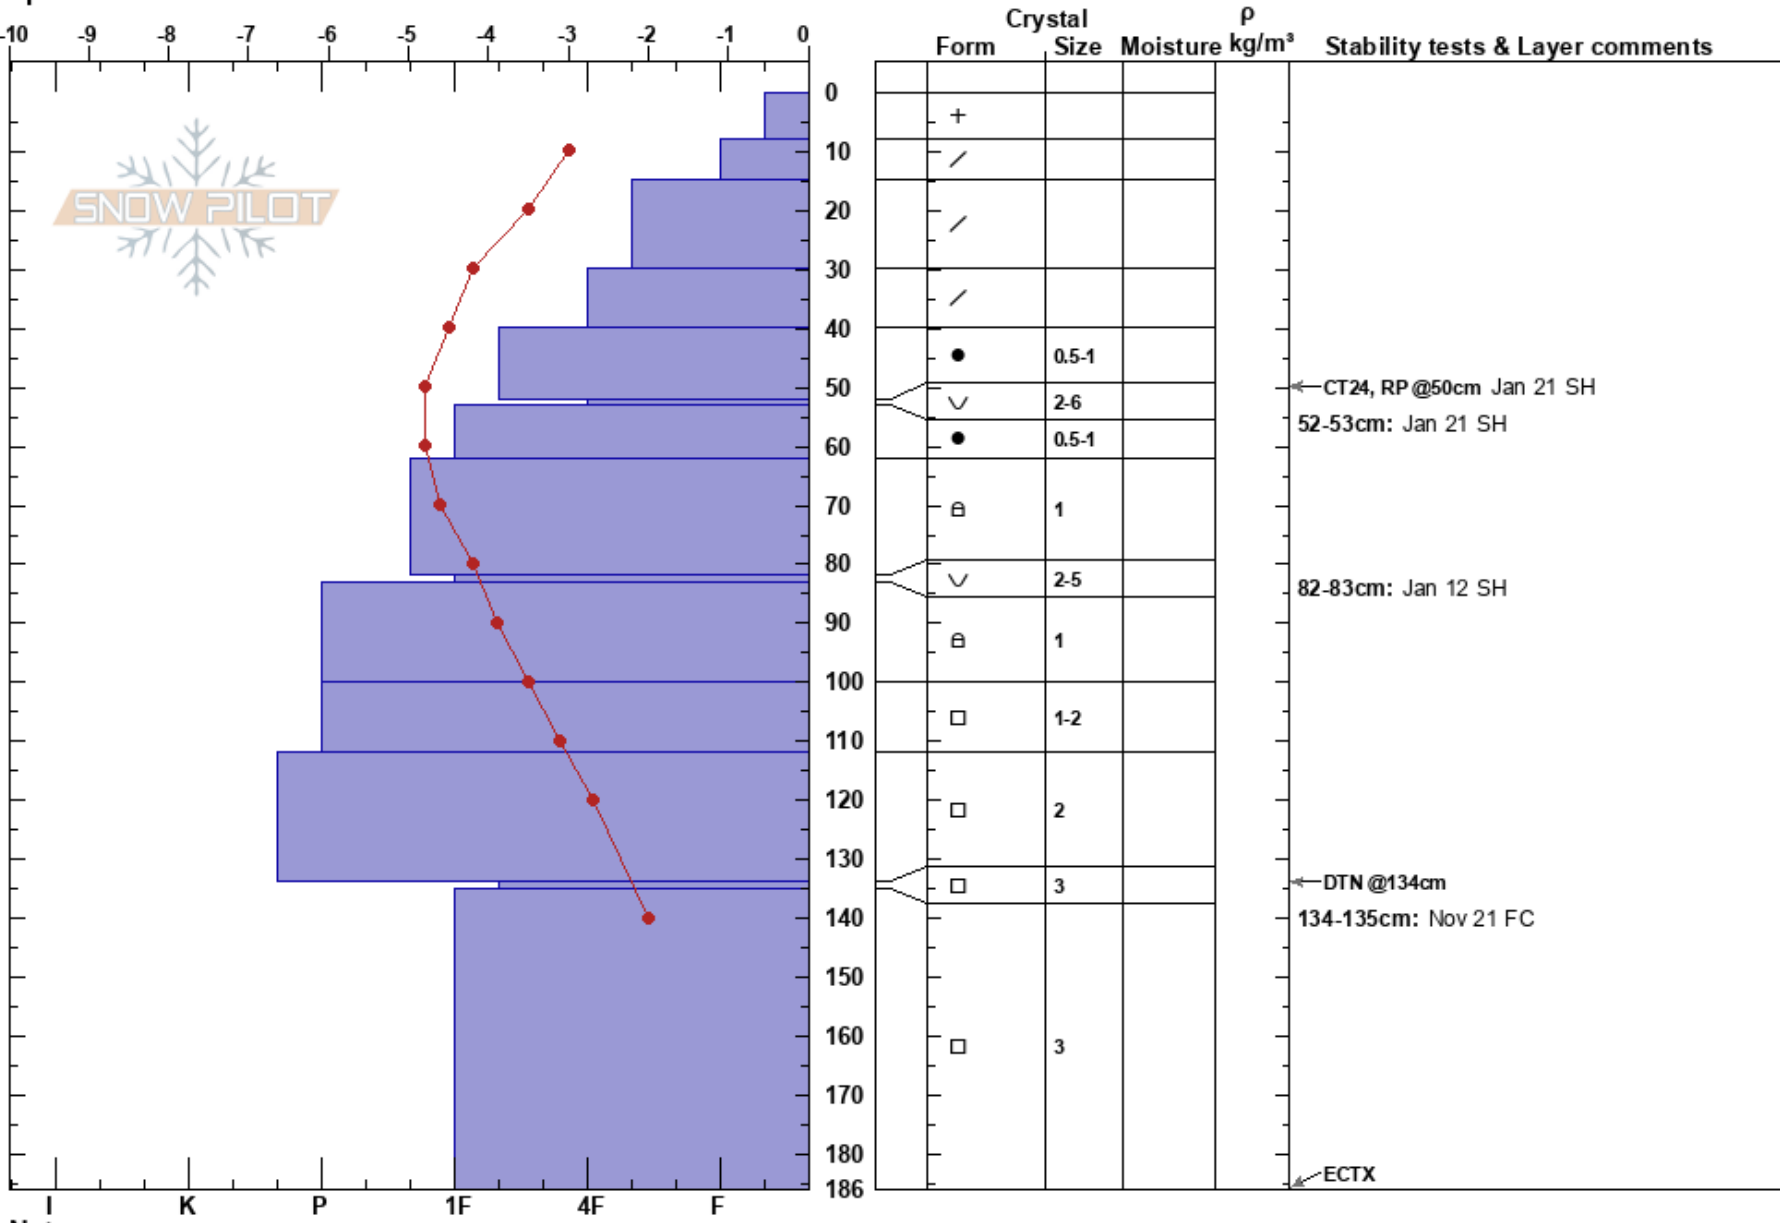 Crystal ρ
-10 -9 -8 -7 -6 -5 -4 -3 -2 -1 0 Form Size Moisture kg/m³ Stability tests & Layer comments
0
SNOW PILOT
10
20
30
40
0.5-1
50 CT24, RP @50cm Jan 21 SH
2-6
52-53cm: Jan 21 SH
0.5-1
60
70 1
80 2-5
82-83cm: Jan 12 SH
90 1
100
1-2
110
120 2
130
3 DTN @134cm
140 134-135cm: Nov 21 FC
150
160 3
170
180
ECTX
186
I K P 1F 4F F